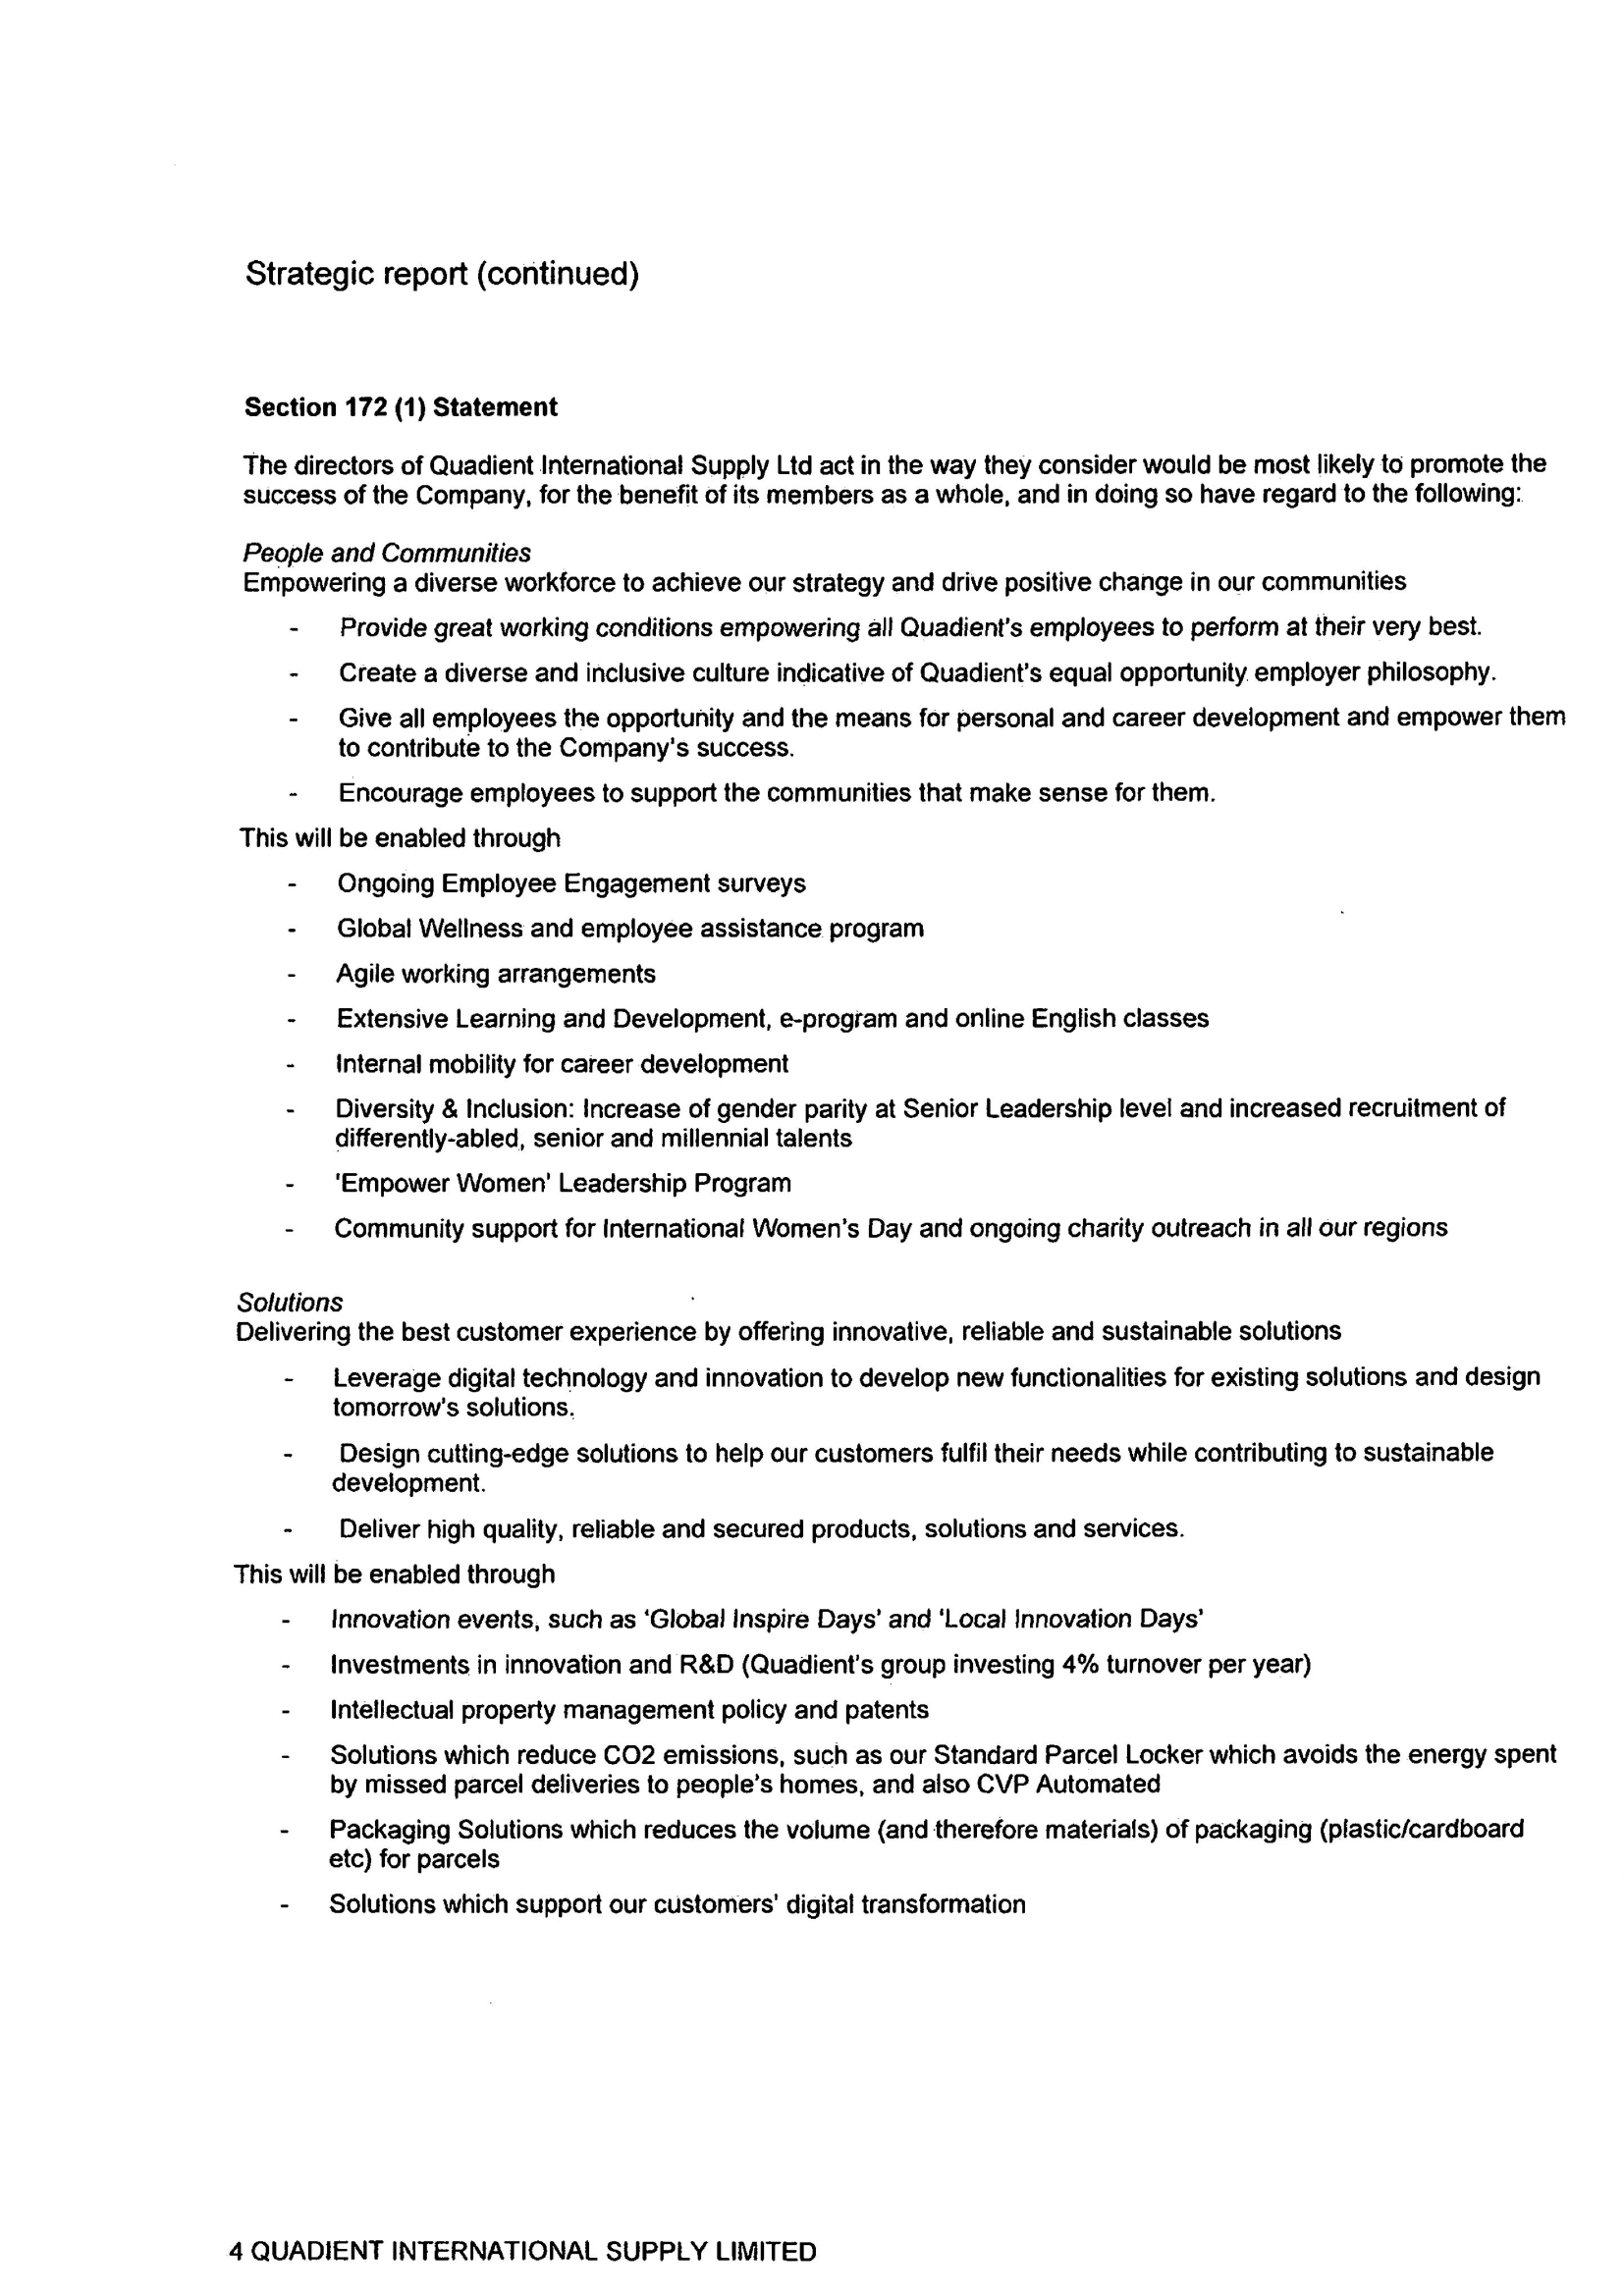 Strategic report (continued)
Section 172 (1) Statement
The directors of Quadient International Supply Ltd act in the way they consider would be most likely to promote the
success of the Company, for the benefit of its members as a whole, and in doing so have regard to the following:
People and Communities
Empowering a diverse workforce to achieve our strategy and drive positive change in our communities
- Provide great working conditions empowering all Quadient's employees to perform at their very best.
- Create a diverse and inclusive culture indicative of Quadient's equal opportunity employer philosophy.
- Give all employees the opportunity and the means for personal and career development and empower them
to contribute to the Company's success.
- Encourage employees to support the communities that make sense for them.
This will be enabled through
- Ongoing Employee Engagement surveys
- Global Wellness and employee assistance program
- Agile working arrangements
- Extensive Learning and Development, e-program and online English classes
- Internal mobility for career development
- Diversity & Inclusion: Increase of gender parity at Senior Leadership level and increased recruitment of
differently-abled, senior and millennial talents
- 'Empower Women' Leadership Program
- Community support for International Women's Day and ongoing charity outreach in all our regions
Solutions
Delivering the best customer experience by offering innovative, reliable and sustainable solutions
- Leverage digital technology and innovation to develop new functionalities for existing solutions and design
tomorrow's solutions.
- Design cutting-edge solutions to help our customers fulfil their needs while contributing to sustainable
development.
- Deliver high quality, reliable and secured products, solutions and services.
This will be enabled through
- Innovation events, such as 'Global Inspire Days' and 'Local Innovation Days'
- Investments in innovation and R&D (Quadient's group investing 4% turnover per year)
- Intellectual property management policy and patents
- Solutions which reduce CO2 emissions, such as our Standard Parcel Locker which avoids the energy spent
by missed parcel deliveries to people's homes, and also CVP Automated
- Packaging Solutions which reduces the volume (and therefore materials) of packaging (plastic/cardboard
etc) for parcels
- Solutions which support our customers' digital transformation
4 QUADIENT INTERNATIONAL SUPPLY LIMITED